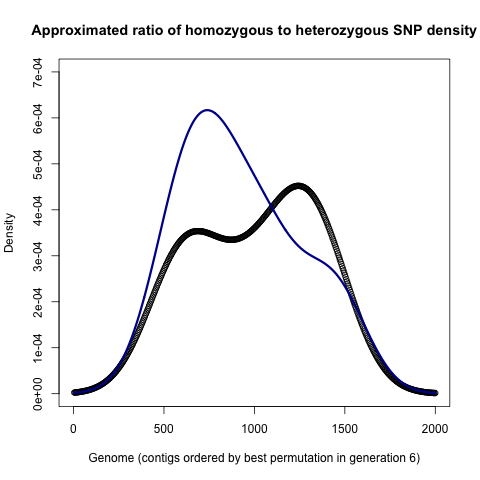 Approximated ratio of homozygous to heterozygous SNP density
7e-04
6e-04
5e-04
4e-04
3e-04
2e-04
1e-04
0e+00
Density
0 500 1000 1500 2000
Genome (contigs ordered by best permutation in generation 6)